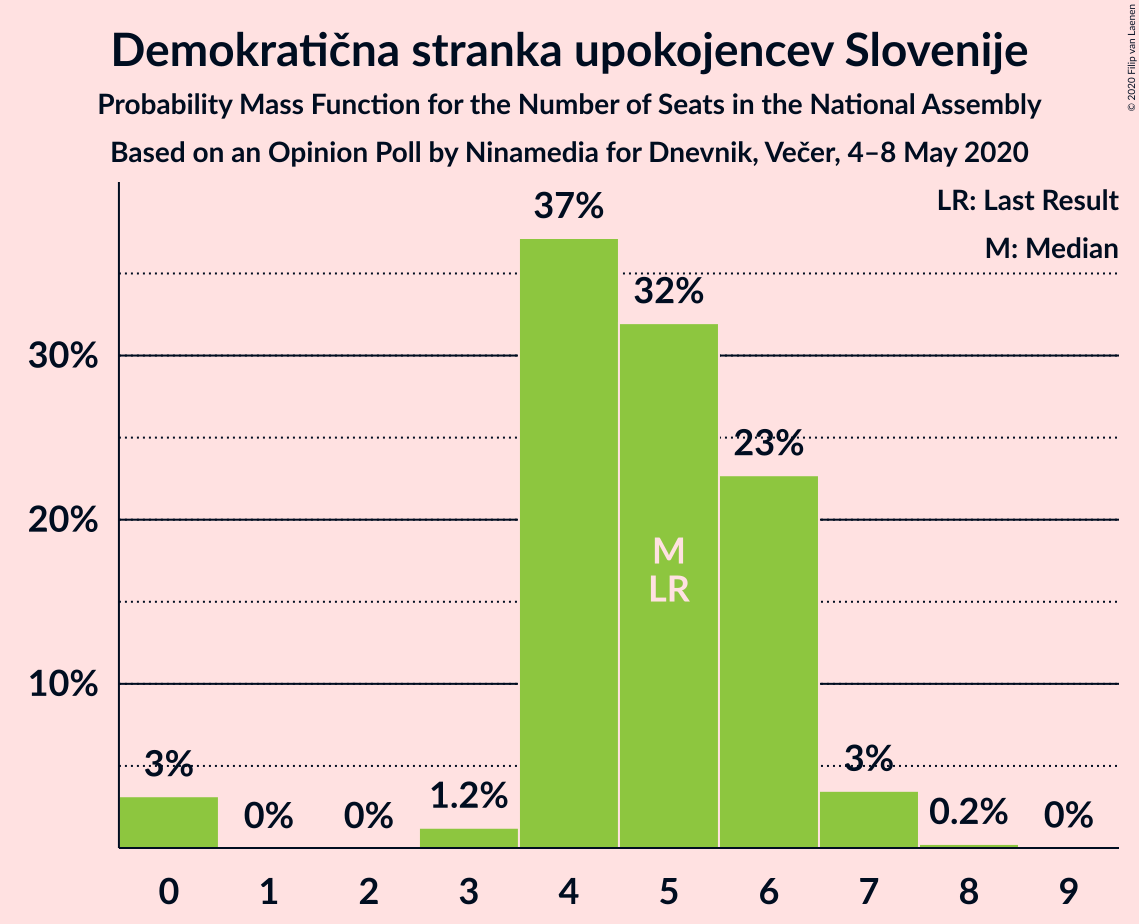 Demokratična stranka upokojencev Slovenije
Probability Mass Function for the Number of Seats in the National Assembly
Based on an Opinion Poll by Ninamedia for Dnevnik, Večer, 4–8 May 2020
© 2020 Filip van Laenen
LR: Last Result
M: Median
37%
32%
30%
23%
20%
M
LR
10%
3%
3%
1.2%
0%
0%
0.2%
0%
0 1 2 3 4 5 6 7 8 9